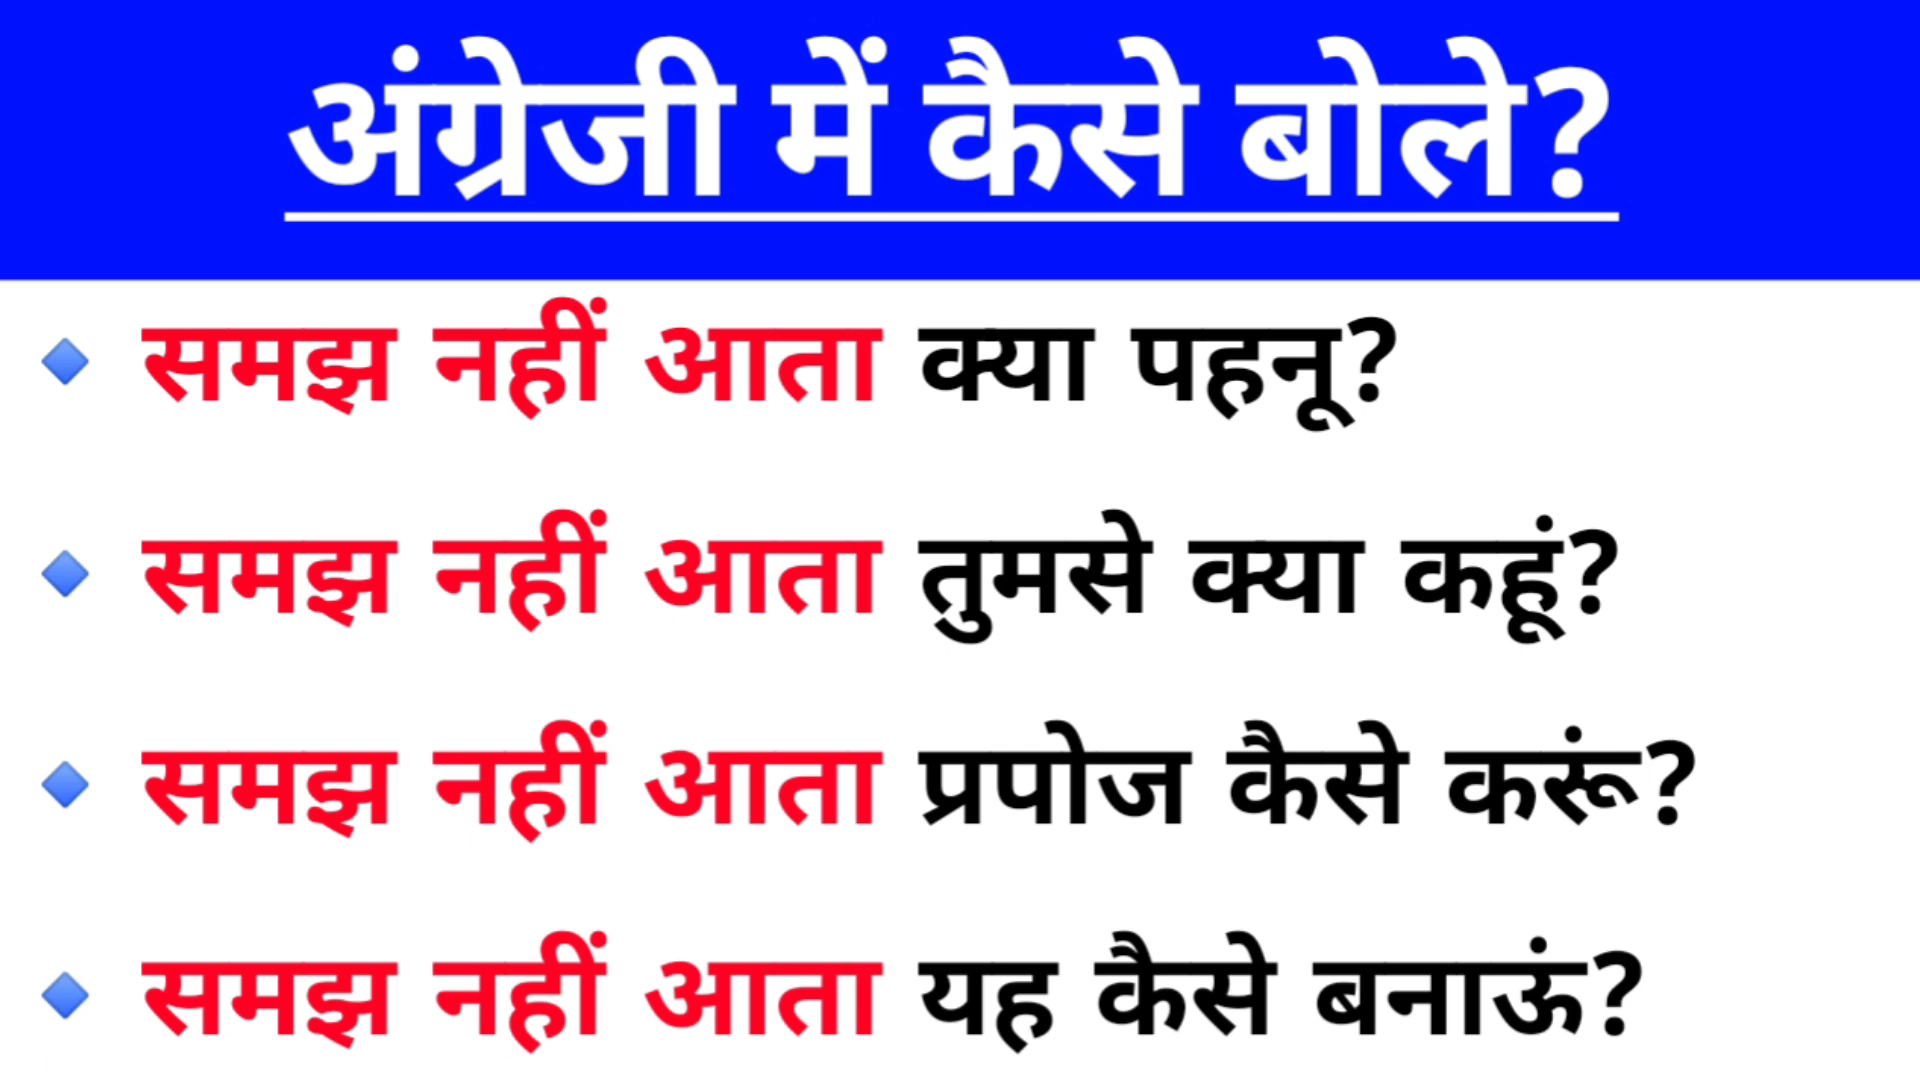 अंग्रेजी में कैसे बोले?
समझ नहीं आता क्या पहनू?
समझ नहीं आता तुमसे क्या कहूं?
समझ नहीं आता प्रपोज कैसे करूं?
समझ नहीं आता यह कैसे बनाऊं?